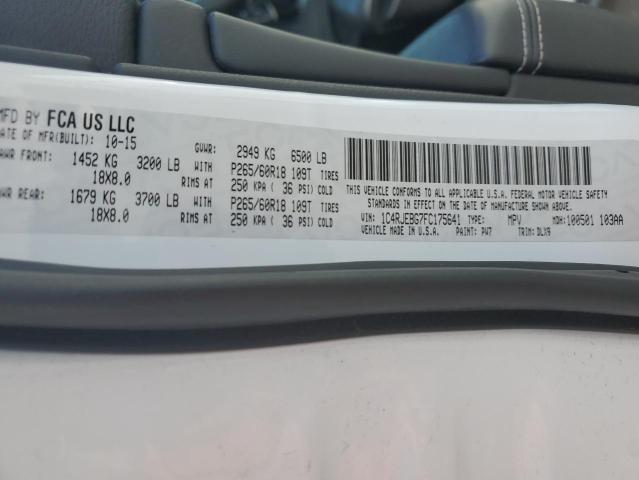 MFD BY FCA US LLC
DATE OF MFR(BUILT): 10-15 GVWR: 2949 KG 6500 LB
GAWR FRONT: 1452 KG 3200 LB WITH P265/60R18 109T TIRES
18X8.0 RIMS AT 250 KPA ( 36 PSI) COLD
GAWR REAR: 1679 KG 3700 LB WITH P265/60R18 109T TIRES
18X8.0 RIMS AT 250 KPA ( 36 PSI) COLD
THIS VEHICLE CONFORMS TO ALL APPLICABLE U.S.A. FEDERAL MOTOR VEHICLE SAFETY
STANDARDS IN EFFECT ON THE DATE OF MANUFACTURE SHOWN ABOVE.
VIN: 1C4RJEBG7FC175641 TYPE: MPV MDH:100501 103AA
VEHICLE MADE IN U.S.A. PAINT: PW7 TRIM:DLX9